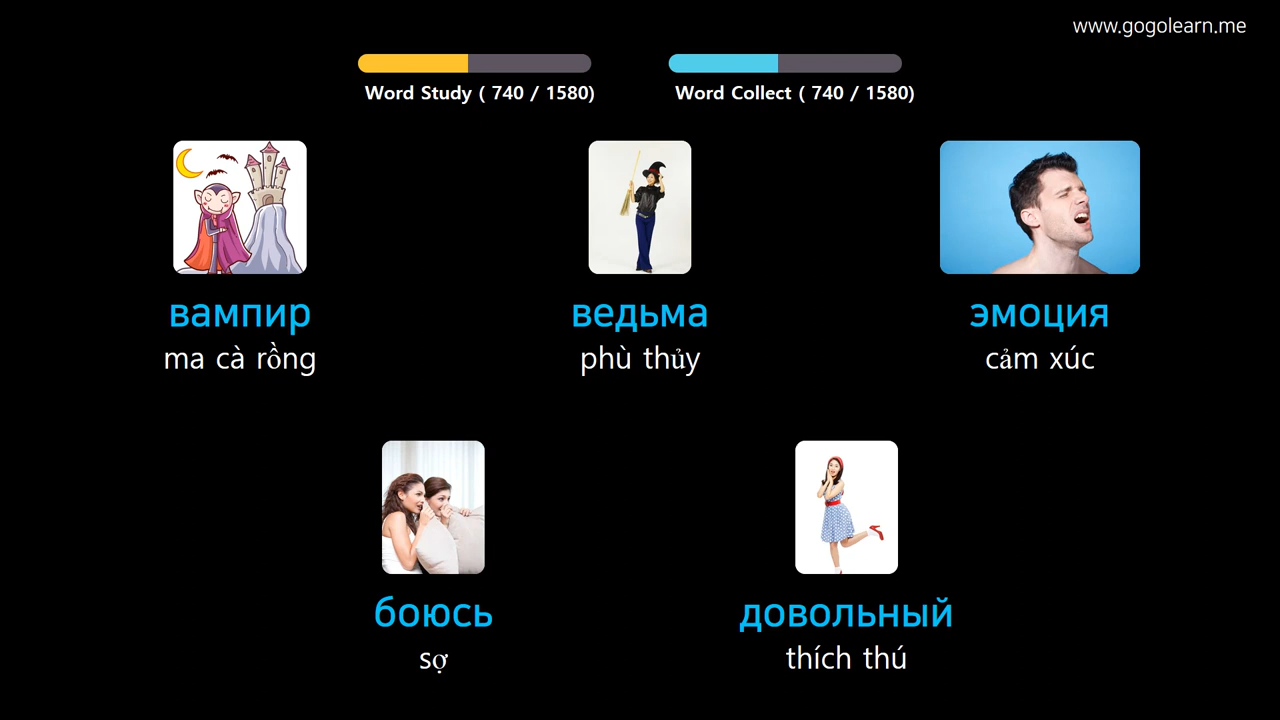 www.gogolearn.me
Word Study ( 740 / 1580)
Word Collect ( 740 / 1580)
вампир
ma cà rồng
ведьма
phù thủy
эмоция
cảm xúc
боюсь
sợ
довольный
thích thú